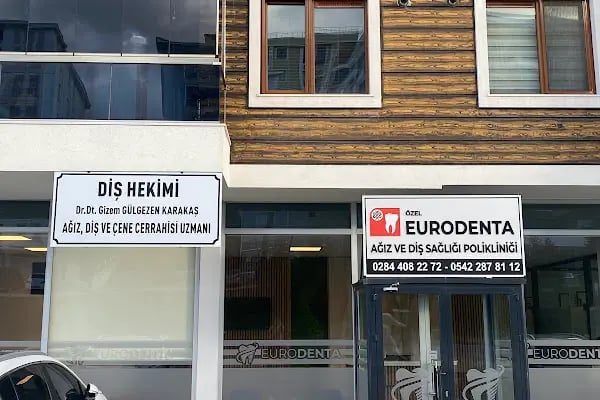 DİŞ HEKİMİ
Dr.Dt. Gizem GÜLGEZEN KARAKAŞ
AĞIZ, DİŞ VE ÇENE CERRAHİSİ UZMANI
ÖZEL
EURODENTA
AĞIZ VE DİŞ SAĞLIĞI POLİKLİNİĞİ
0284 408 22 72 - 0542 287 81 12
EURODENTA
EURODENTA
EURODENTA